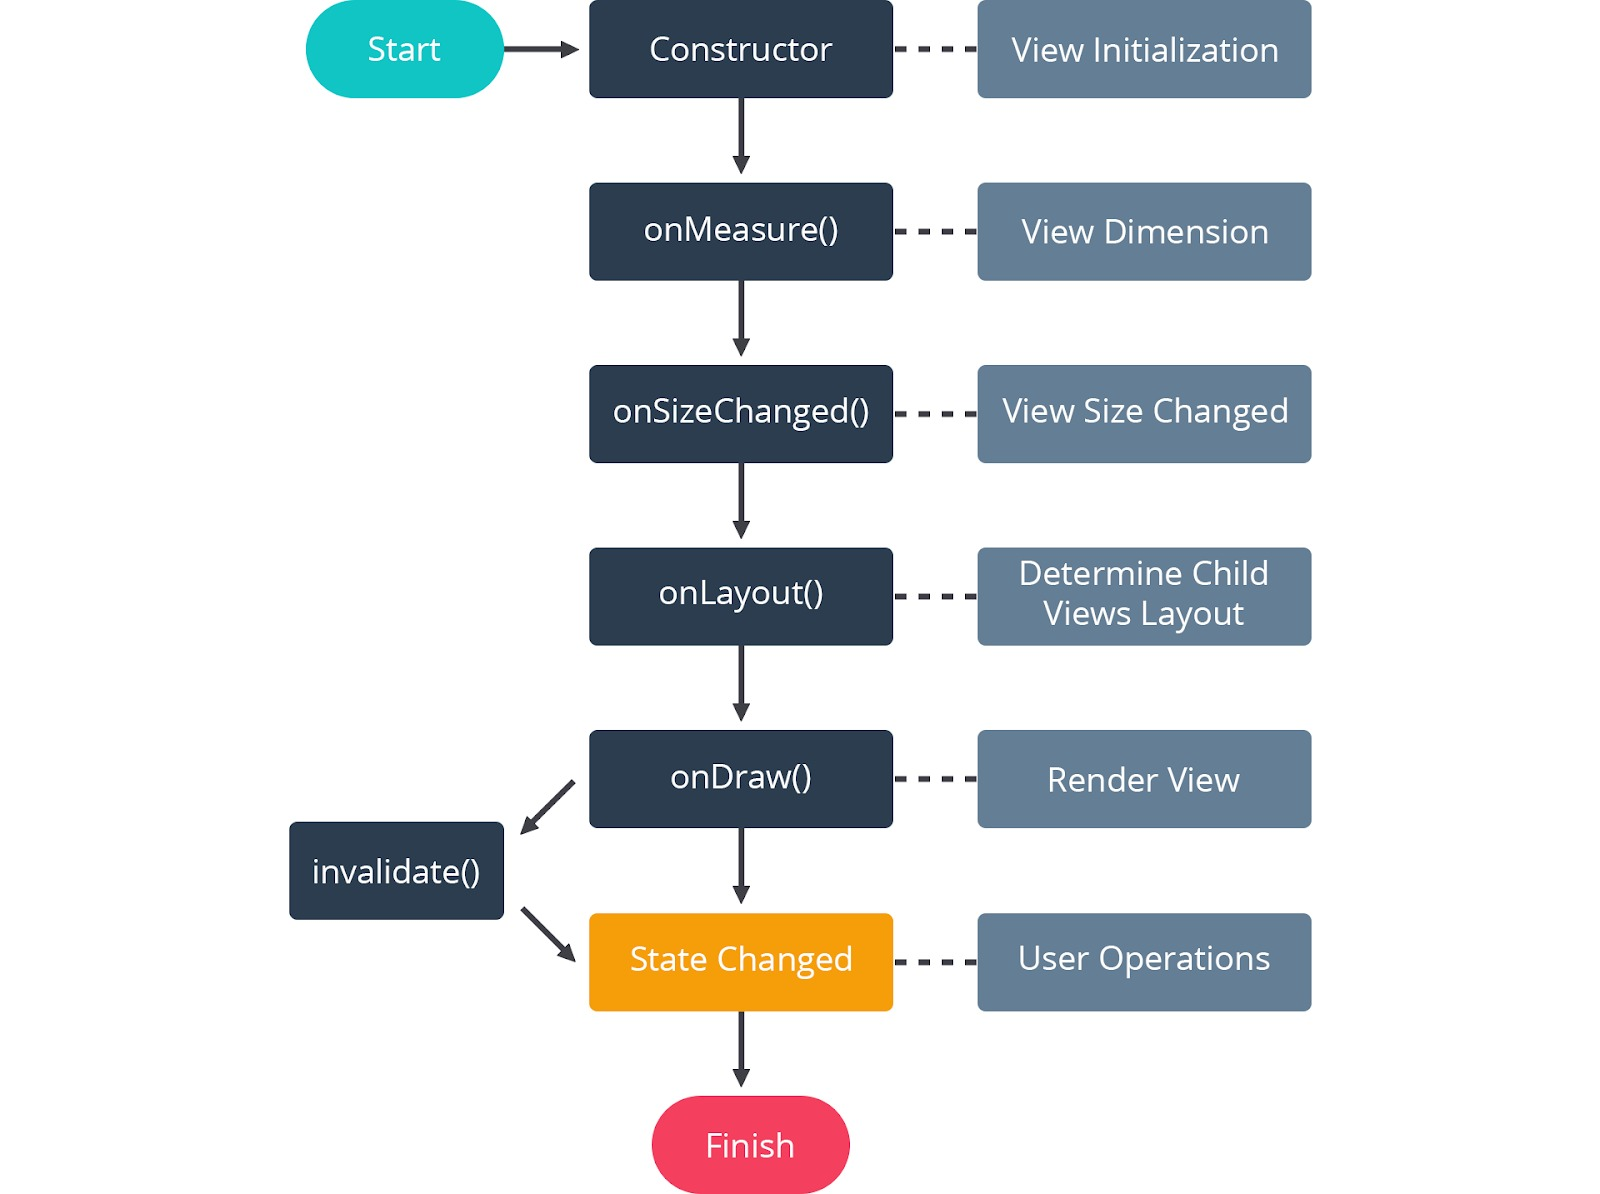 Start
Constructor
View Initialization
onMeasure()
View Dimension
onSizeChanged()
View Size Changed
onLayout()
Determine Child
Views Layout
onDraw()
Render View
invalidate()
State Changed
User Operations
Finish